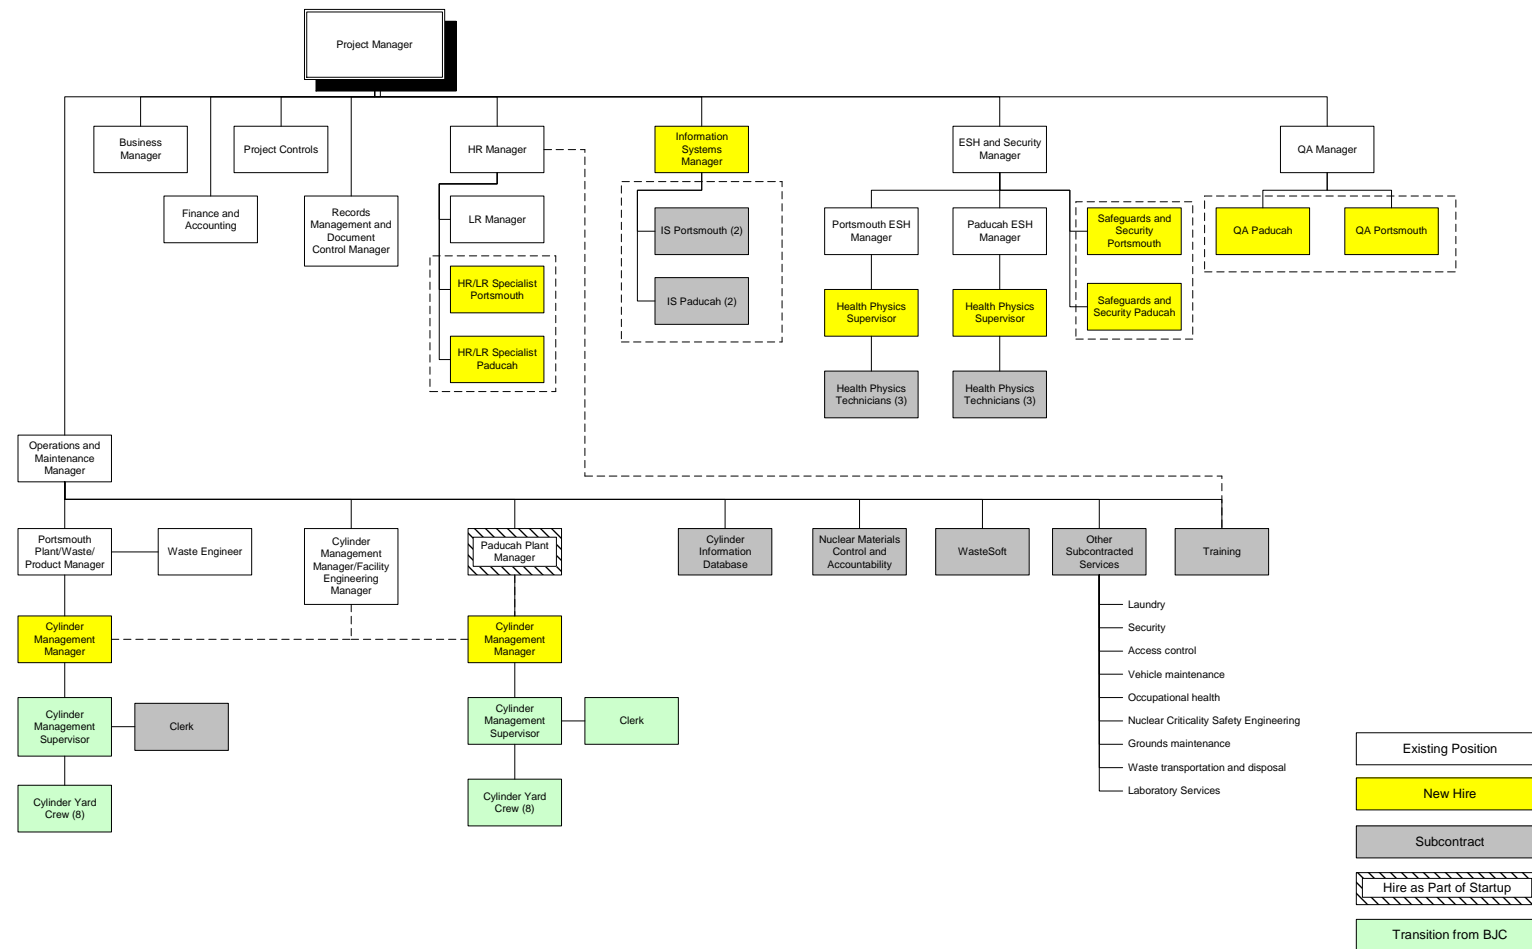 Project Manager
Business
Manager
Project Controls
HR Manager
Information
Systems
Manager
ESH and Security
Manager
QA Manager
Finance and
Accounting
Records
Management and
Document
Control Manager
LR Manager
HR/LR Specialist
Portsmouth
HR/LR Specialist
Paducah
IS Portsmouth (2)
IS Paducah (2)
Portsmouth ESH
Manager
Paducah ESH
Manager
Safeguards and
Security
Portsmouth
QA Paducah
QA Portsmouth
Health Physics
Supervisor
Health Physics
Supervisor
Safeguards and
Security Paducah
Health Physics
Technicians (3)
Health Physics
Technicians (3)
Operations and
Maintenance
Manager
Portsmouth
Plant/Waste/
Product Manager
Waste Engineer
Cylinder
Management
Manager/Facility
Engineering
Manager
Paducah Plant
Manager
Cylinder
Information
Database
Nuclear Materials
Control and
Accountability
WasteSoft
Other
Subcontracted
Services
Training
Cylinder
Management
Manager
Cylinder
Management
Manager
Cylinder
Management
Supervisor
Clerk
Cylinder
Management
Supervisor
Clerk
Cylinder Yard
Crew (8)
Cylinder Yard
Crew (8)
Laundry
Security
Access control
Vehicle maintenance
Occupational health
Nuclear Criticality Safety Engineering
Grounds maintenance
Waste transportation and disposal
Laboratory Services
Existing Position
New Hire
Subcontract
Hire as Part of Startup
Transition from BJC